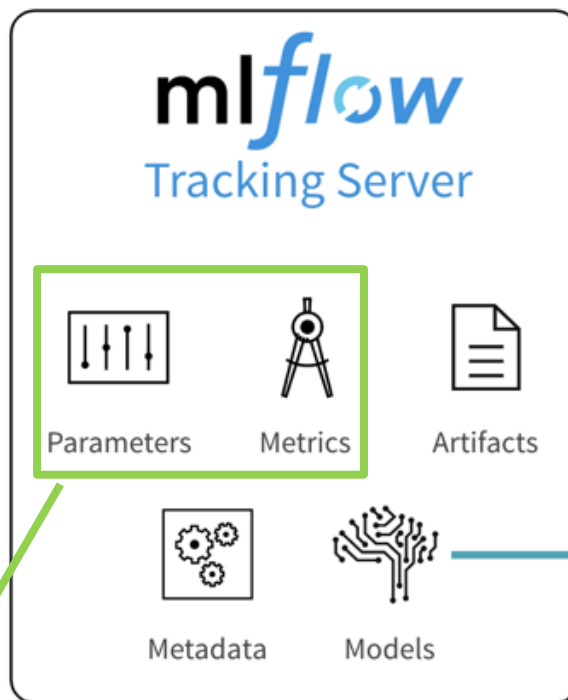 mlflow
Tracking Server
Parameters Metrics Artifacts
Metadata Models